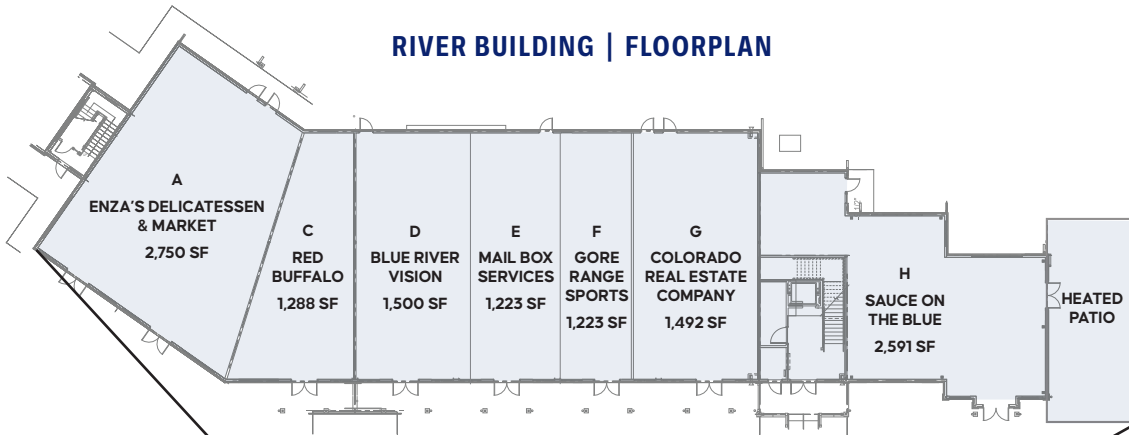 RIVER BUILDING | FLOORPLAN
A
ENZA'S DELICATESSEN
& MARKET
2,750 SF
C
RED
BUFFALO
1,288 SF
D
BLUE RIVER
VISION
1,500 SF
E
MAIL BOX
SERVICES
1,223 SF
F
GORE
RANGE
SPORTS
1,223 SF
G
COLORADO
REAL ESTATE
COMPANY
1,492 SF
H
SAUCE ON
THE BLUE
2,591 SF
HEATED
PATIO